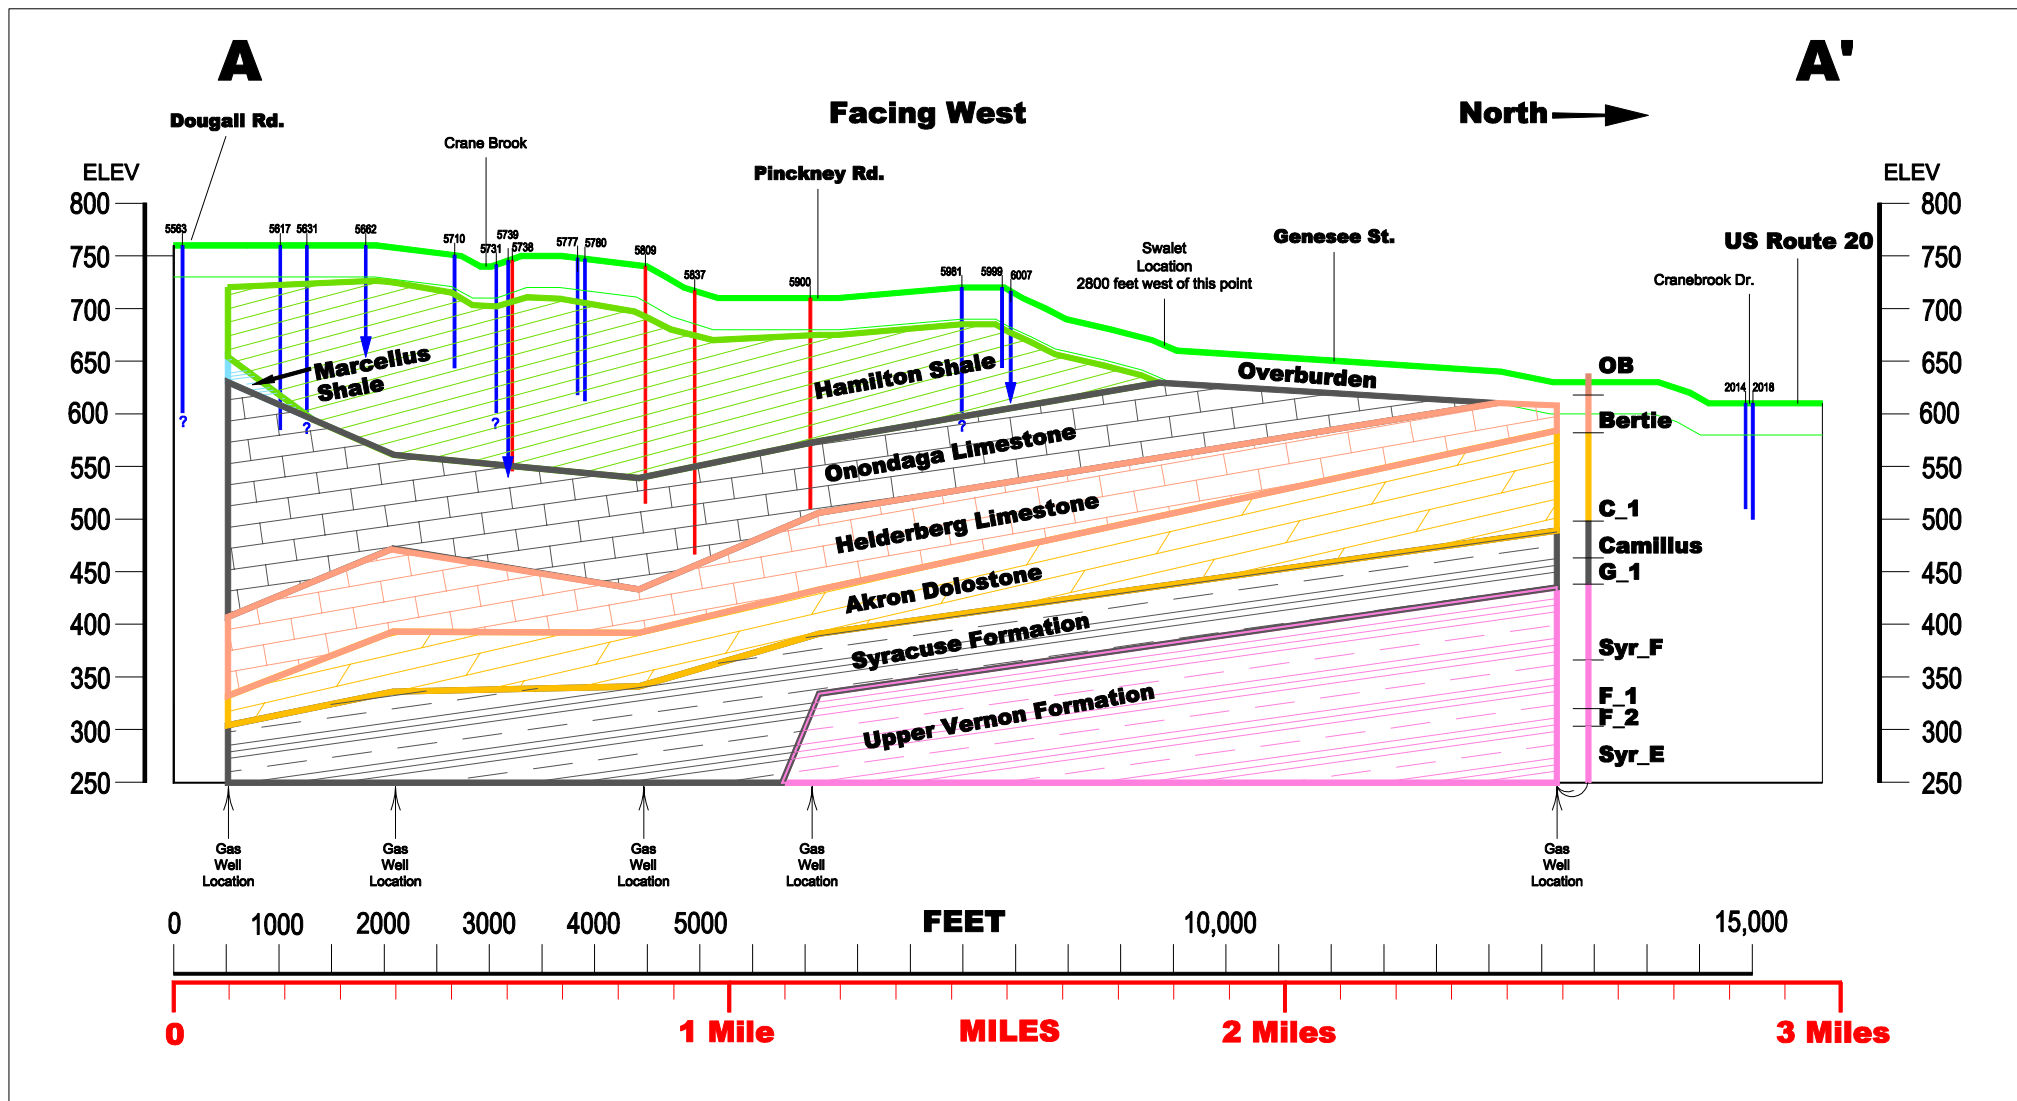 A
A'
Facing West
North
Dougall Rd.
Crane Brook
Pinckney Rd.
ELEV
ELEV
Swalet
Location
2800 feet west of this point
Genesee St.
US Route 20
Cranebrook Dr.
5563
5617
5631
5662
5710
5731
5739
5738
5777
5780
5809
5837
5900
5981
5999
6007
2014
2018
800
750
700
650
600
550
500
450
400
350
300
250
800
750
700
650
600
550
500
450
400
350
300
250
?
?
?
?
Marcellus
Shale
Hamilton Shale
Overburden
Onondaga Limestone
Helderberg Limestone
Akron Dolostone
Syracuse Formation
Upper Vernon Formation
OB
Bertie
C_1
Camillus
G_1
Syr_F
F_1
F_2
Syr_E
Gas
Well
Location
Gas
Well
Location
Gas
Well
Location
Gas
Well
Location
Gas
Well
Location
0 1000 2000 3000 4000 5000 FEET 10,000 15,000
0 1 Mile MILES 2 Miles 3 Miles